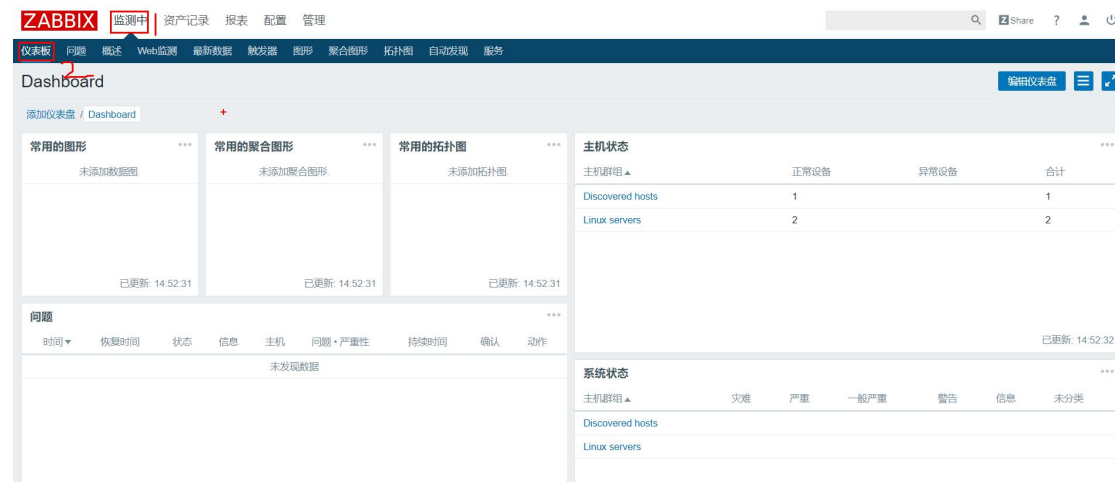 ZABBIX 监测中 资产记录 报表 配置 管理 Z Share ?
仪表板 问题 概述 Web监测 最新数据 触发器 图形 聚合图形 拓扑图 自动发现 服务
2
Dashboard 编辑仪表盘
添加仪表盘 / Dashboard +
常用的图形 ••• 常用的聚合图形 ••• 常用的拓扑图 ••• 主机状态 •••
未添加数据图. 未添加聚合图形. 未添加拓扑图. 主机群组▲ 正常设备 异常设备 合计
Discovered hosts 1 1
Linux servers 2 2
已更新: 14:52:31 已更新: 14:52:31 已更新: 14:52:31
问题 •••
时间▼ 恢复时间 状态 信息 主机 问题 • 严重性 持续时间 确认 动作 已更新: 14:52:32
未发现数据
系统状态 •••
主机群组▲ 灾难 严重 一般严重 警告 信息 未分类
Discovered hosts
Linux servers